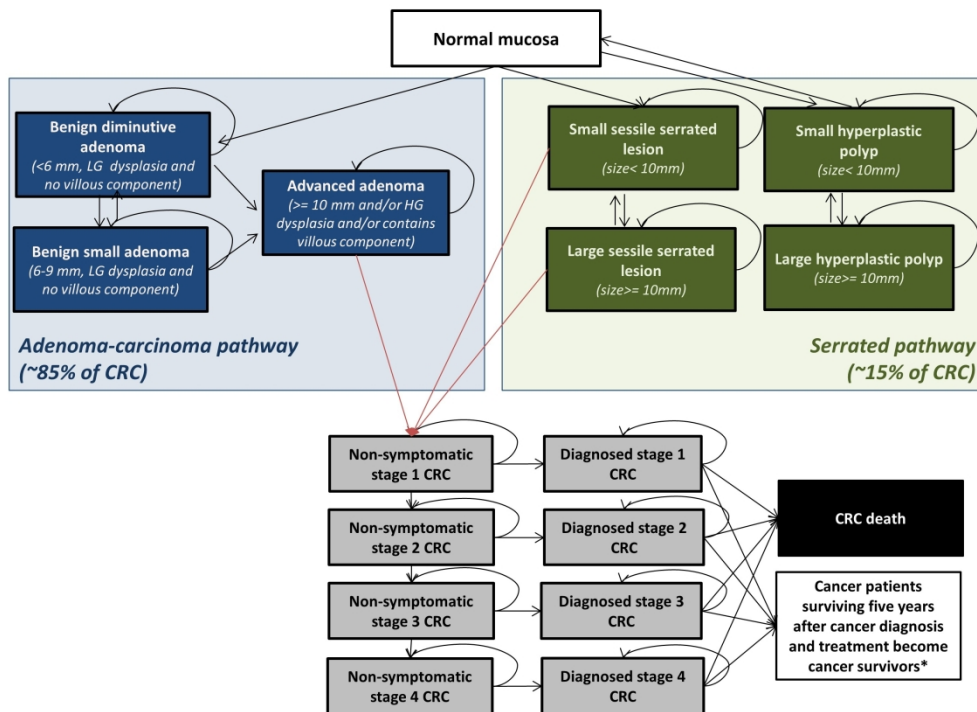 Normal mucosa
Benign diminutive
adenoma
(<6 mm, LG dysplasia and
no villous component)
Benign small adenoma
(6-9 mm, LG dysplasia and
no villous component)
Advanced adenoma
(>= 10 mm and/or HG
dysplasia and/or contains
villous component)
Adenoma-carcinoma pathway
(~85% of CRC)
Small sessile serrated
lesion
(size< 10mm)
Small hyperplastic
polyp
(size< 10mm)
Large sessile serrated
lesion
(size>= 10mm)
Large hyperplastic polyp
(size>= 10mm)
Serrated pathway
(~15% of CRC)
Non-symptomatic
stage 1 CRC
Diagnosed stage 1
CRC
Non-symptomatic
stage 2 CRC
Diagnosed stage 2
CRC
Non-symptomatic
stage 3 CRC
Diagnosed stage 3
CRC
Non-symptomatic
stage 4 CRC
Diagnosed stage 4
CRC
CRC death
Cancer patients
surviving five years
after cancer diagnosis
and treatment become
cancer survivors*